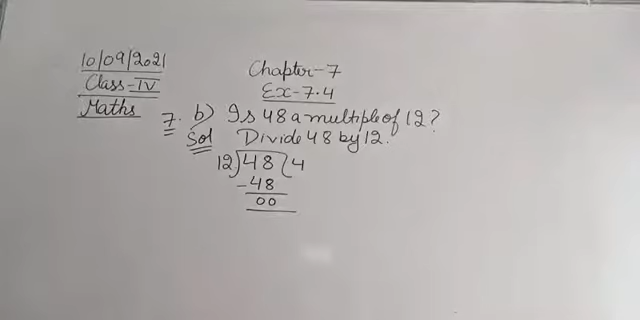 10/09/2021
Class-IV
Maths
Chapter-7
Ex-7.4
7. b) Is 48 a multiple of 12?
Sol Divide 48 by 12.
12)48(4
-48
00